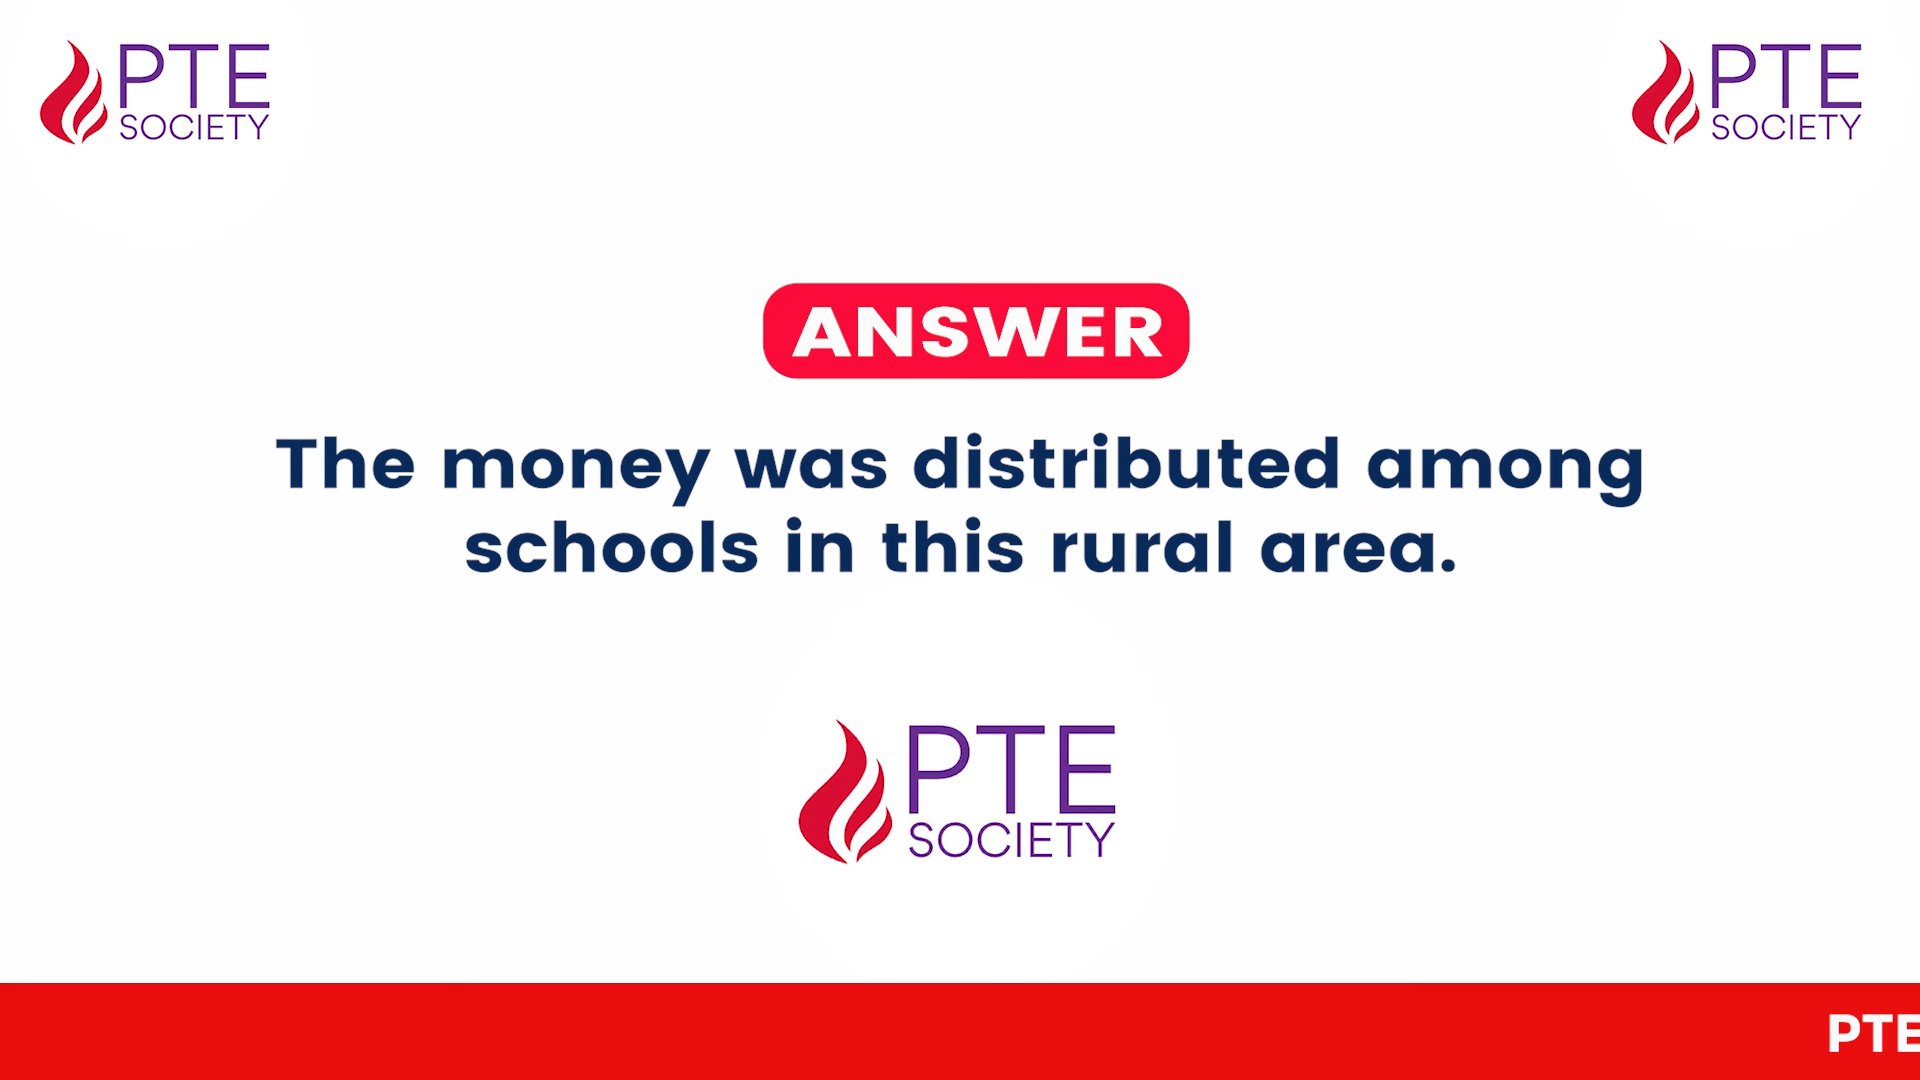 PTE
SOCIETY
PTE
SOCIETY
ANSWER
The money was distributed among
schools in this rural area.
PTE
SOCIETY
PTE